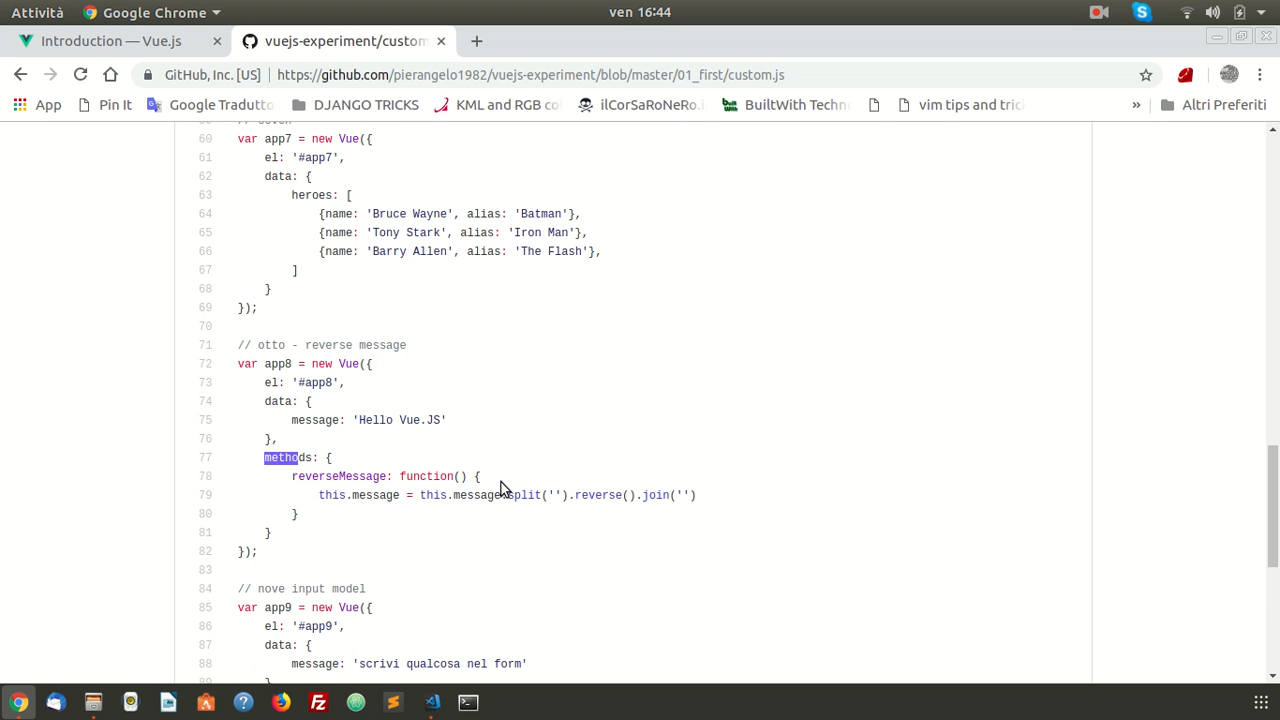 Attività Google Chrome ven 16:44
Introduction — Vue.js vuejs-experiment/custom
GitHub, Inc. [US] https://github.com/pierangelo1982/vuejs-experiment/blob/master/01_first/custom.js
App Pin It Google Tradutto DJANGO TRICKS KML and RGB co ilCorSaRoNeRo.i BuiltWith Techn vim tips and tric » Altri Preferiti
60 var app7 = new Vue({
61 el: '#app7',
62 data: {
63 heroes: [
64 {name: 'Bruce Wayne', alias: 'Batman'},
65 {name: 'Tony Stark', alias: 'Iron Man'},
66 {name: 'Barry Allen', alias: 'The Flash'},
67 ]
68 }
69 });
70
71 // otto - reverse message
72 var app8 = new Vue({
73 el: '#app8',
74 data: {
75 message: 'Hello Vue.JS'
76 },
77 methods: {
78 reverseMessage: function() {
79 this.message = this.message.split('').reverse().join('')
80 }
81 }
82 });
83
84 // nove input model
85 var app9 = new Vue({
86 el: '#app9',
87 data: {
88 message: 'scrivi qualcosa nel form'